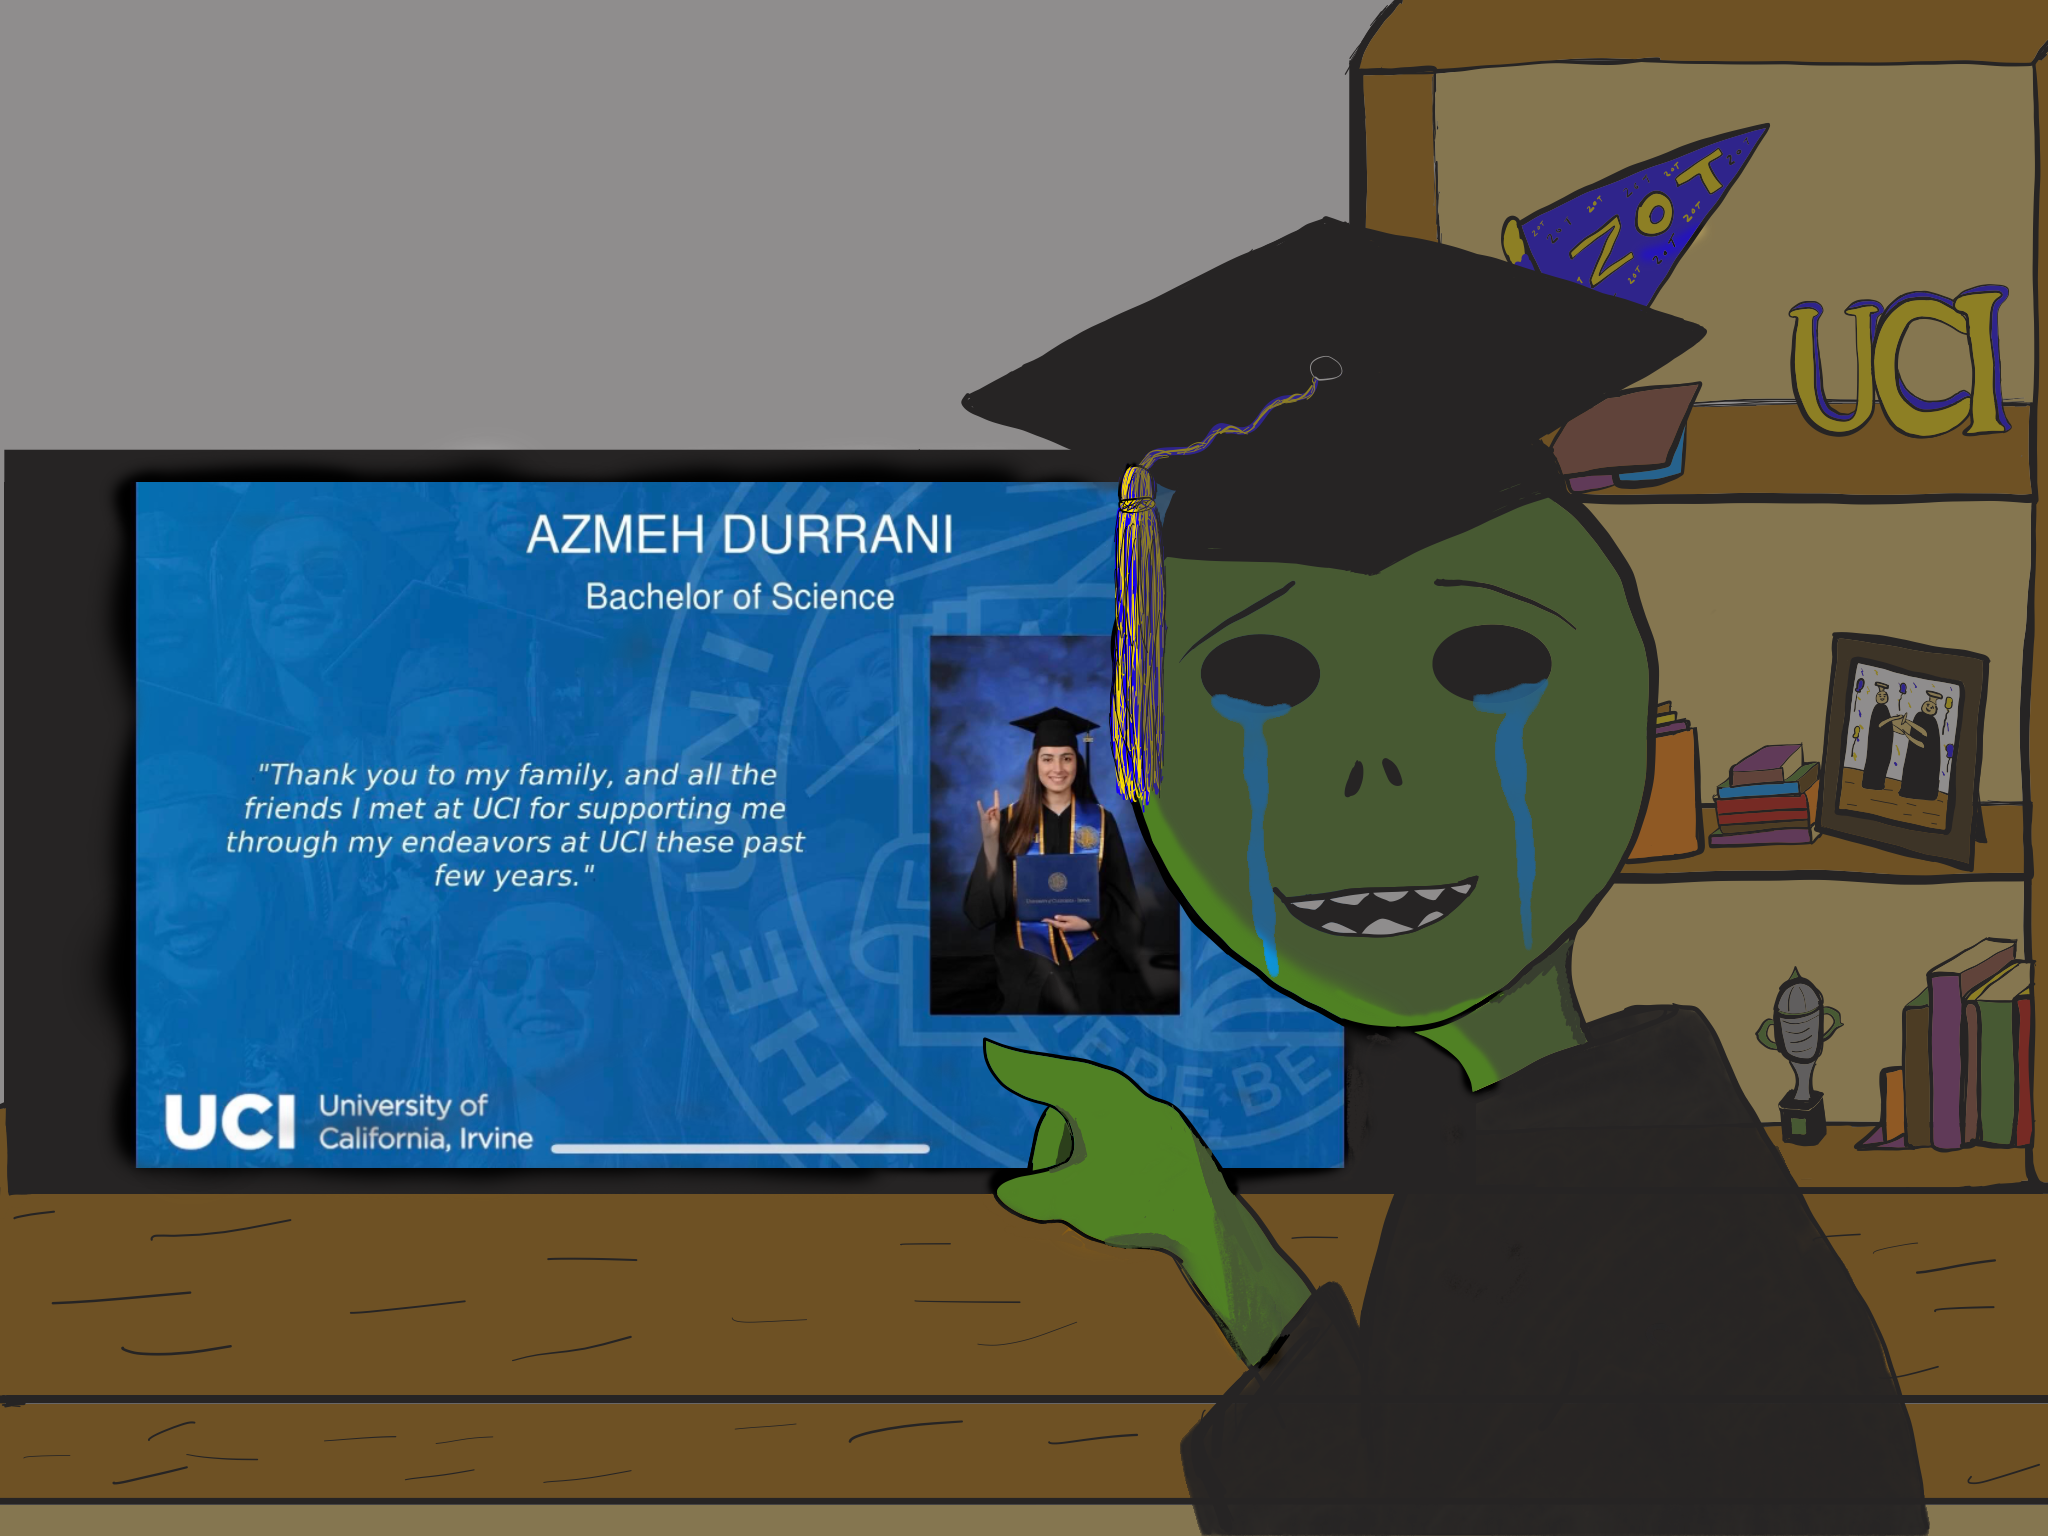 ZOT
UCI
AZMEH DURRANI
Bachelor of Science
"Thank you to my family, and all the
friends I met at UCI for supporting me
through my endeavors at UCI these past
few years."
UCI University of
California, Irvine